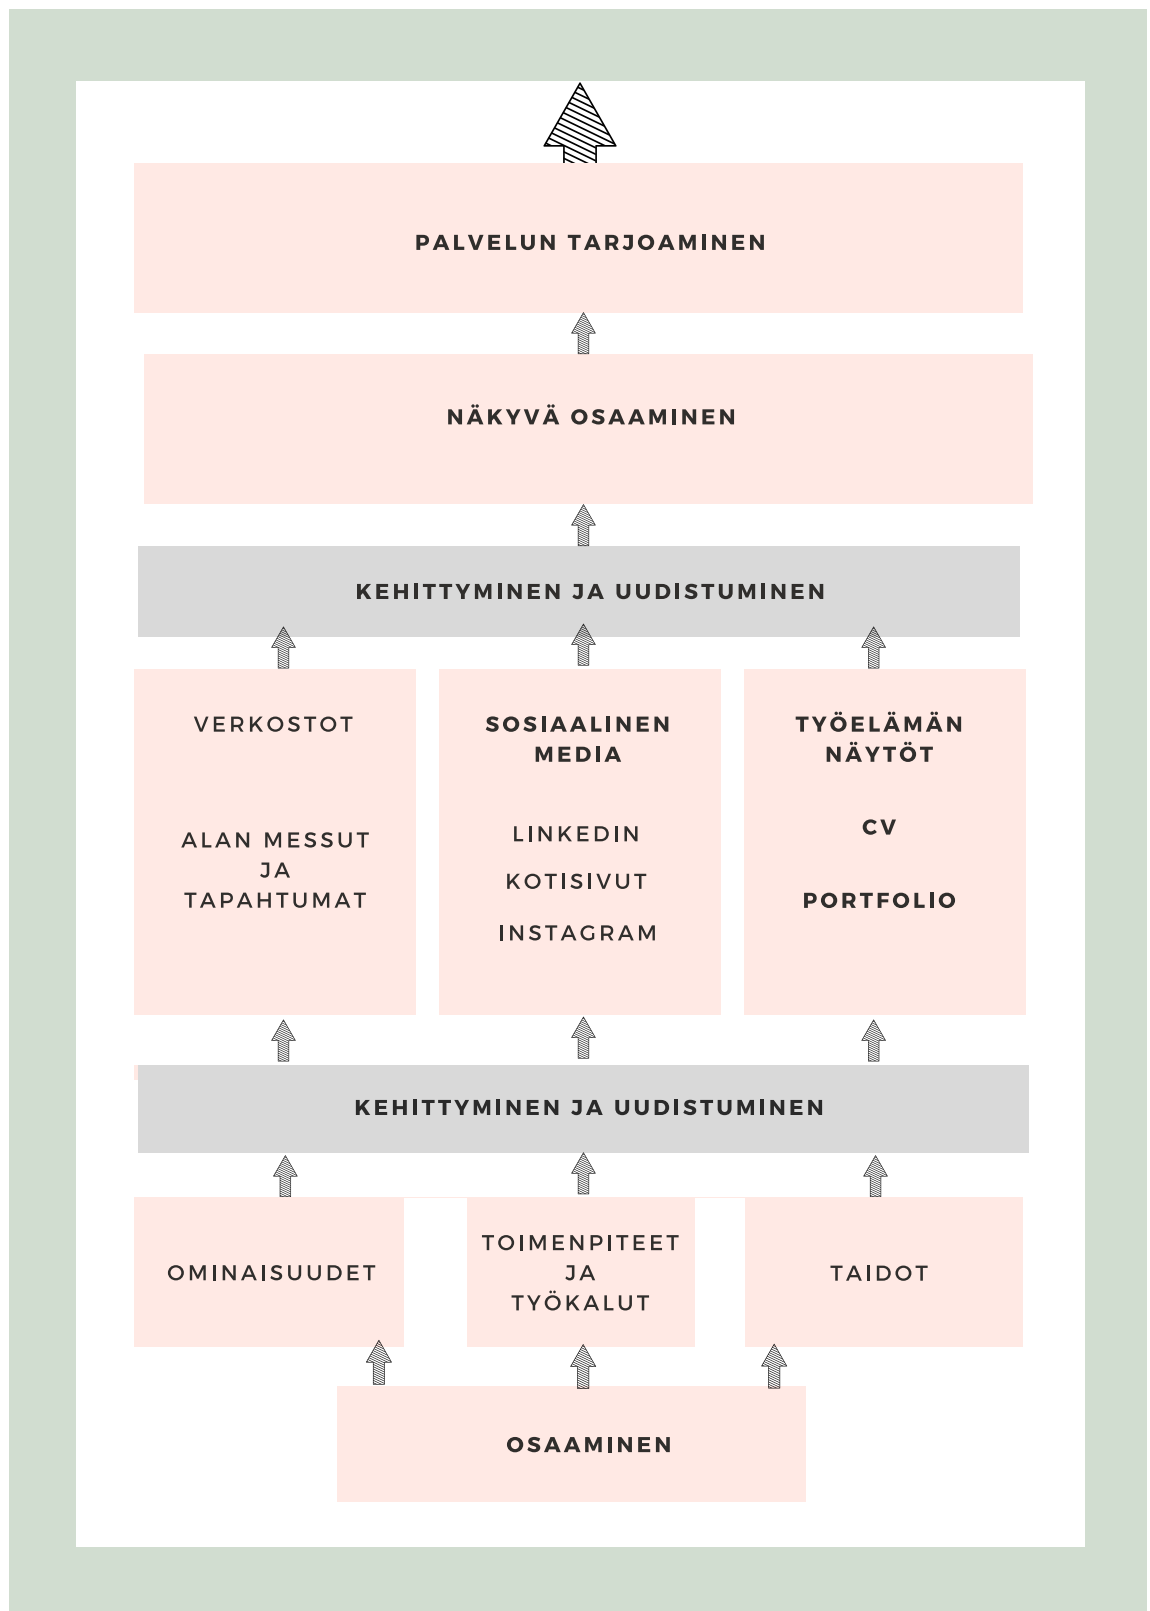 PALVELUN TARJOAMINEN
NÄKYVÄ OSAAMINEN
KEHITTYMINEN JA UUDISTUMINEN
VERKOSTOT
ALAN MESSUT
JA
TAPAHTUMAT
SOSIAALINEN
MEDIA
LINKEDIN
KOTISIVUT
INSTAGRAM
TYÖELÄMÄN
NÄYTÖT
CV
PORTFOLIO
KEHITTYMINEN JA UUDISTUMINEN
OMINAISUUDET
TOIMENPITEET
JA
TYÖKALUT
TAIDOT
OSAAMINEN